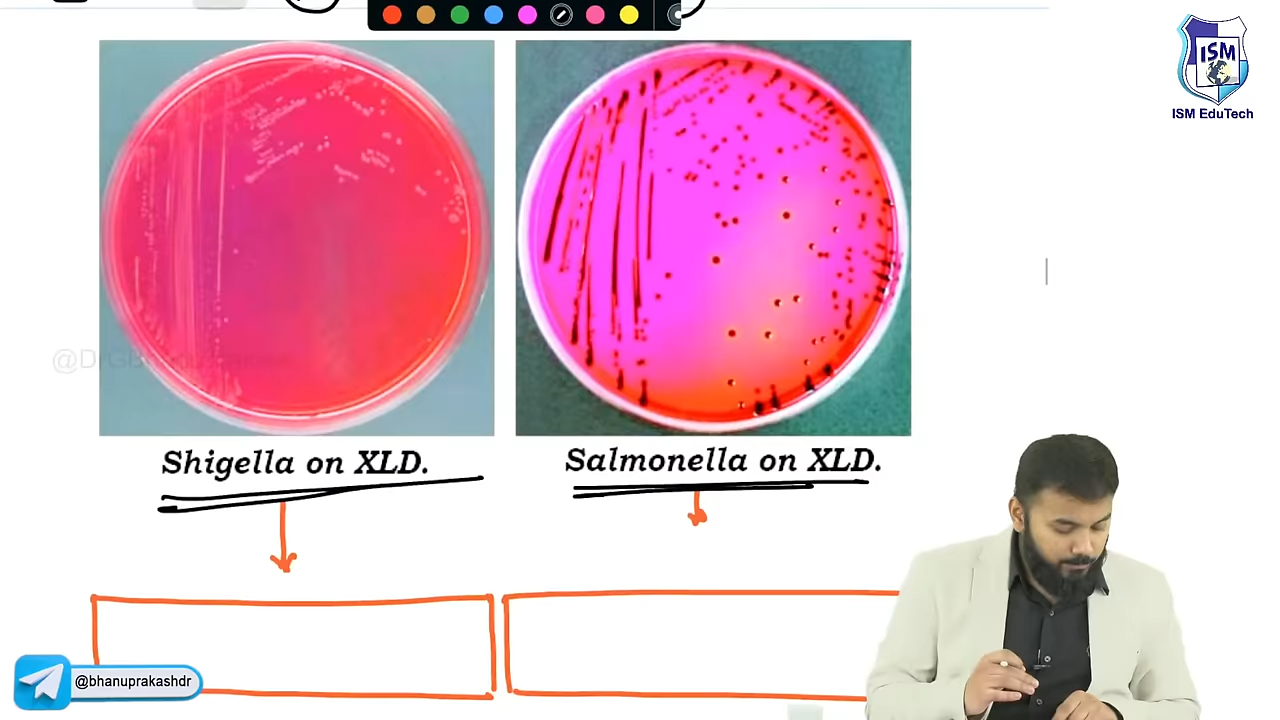 ISM
ISM EduTech
Shigella on XLD.
Salmonella on XLD.
@bhanuprakashdr